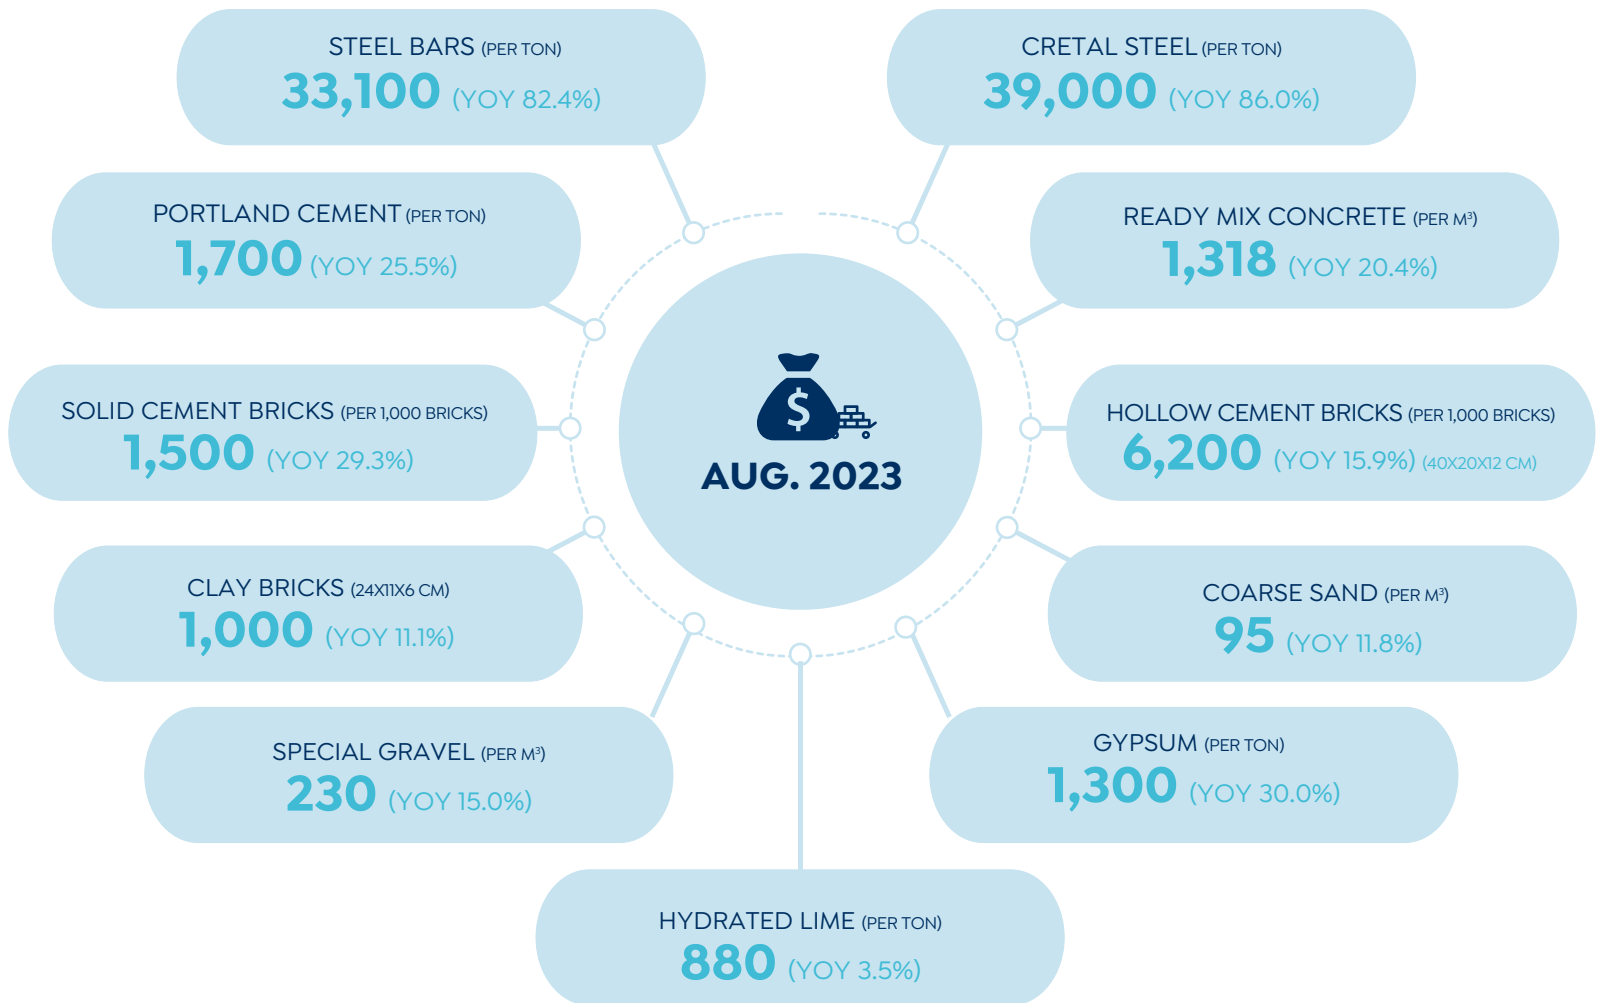 STEEL BARS (PER TON)
33,100 (YOY 82.4%)
CRETAL STEEL (PER TON)
39,000 (YOY 86.0%)
PORTLAND CEMENT (PER TON)
1,700 (YOY 25.5%)
READY MIX CONCRETE (PER M³)
1,318 (YOY 20.4%)
SOLID CEMENT BRICKS (PER 1,000 BRICKS)
1,500 (YOY 29.3%)
$
AUG. 2023
HOLLOW CEMENT BRICKS (PER 1,000 BRICKS)
6,200 (YOY 15.9%) (40X20X12 CM)
CLAY BRICKS (24X11X6 CM)
1,000 (YOY 11.1%)
COARSE SAND (PER M³)
95 (YOY 11.8%)
SPECIAL GRAVEL (PER M³)
230 (YOY 15.0%)
GYPSUM (PER TON)
1,300 (YOY 30.0%)
HYDRATED LIME (PER TON)
880 (YOY 3.5%)